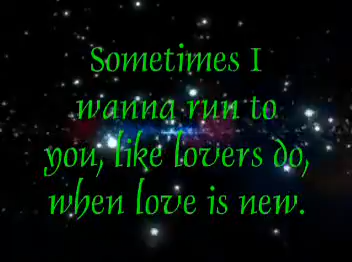 Sometimes I
wanna run to
you, like lovers do,
when love is new.